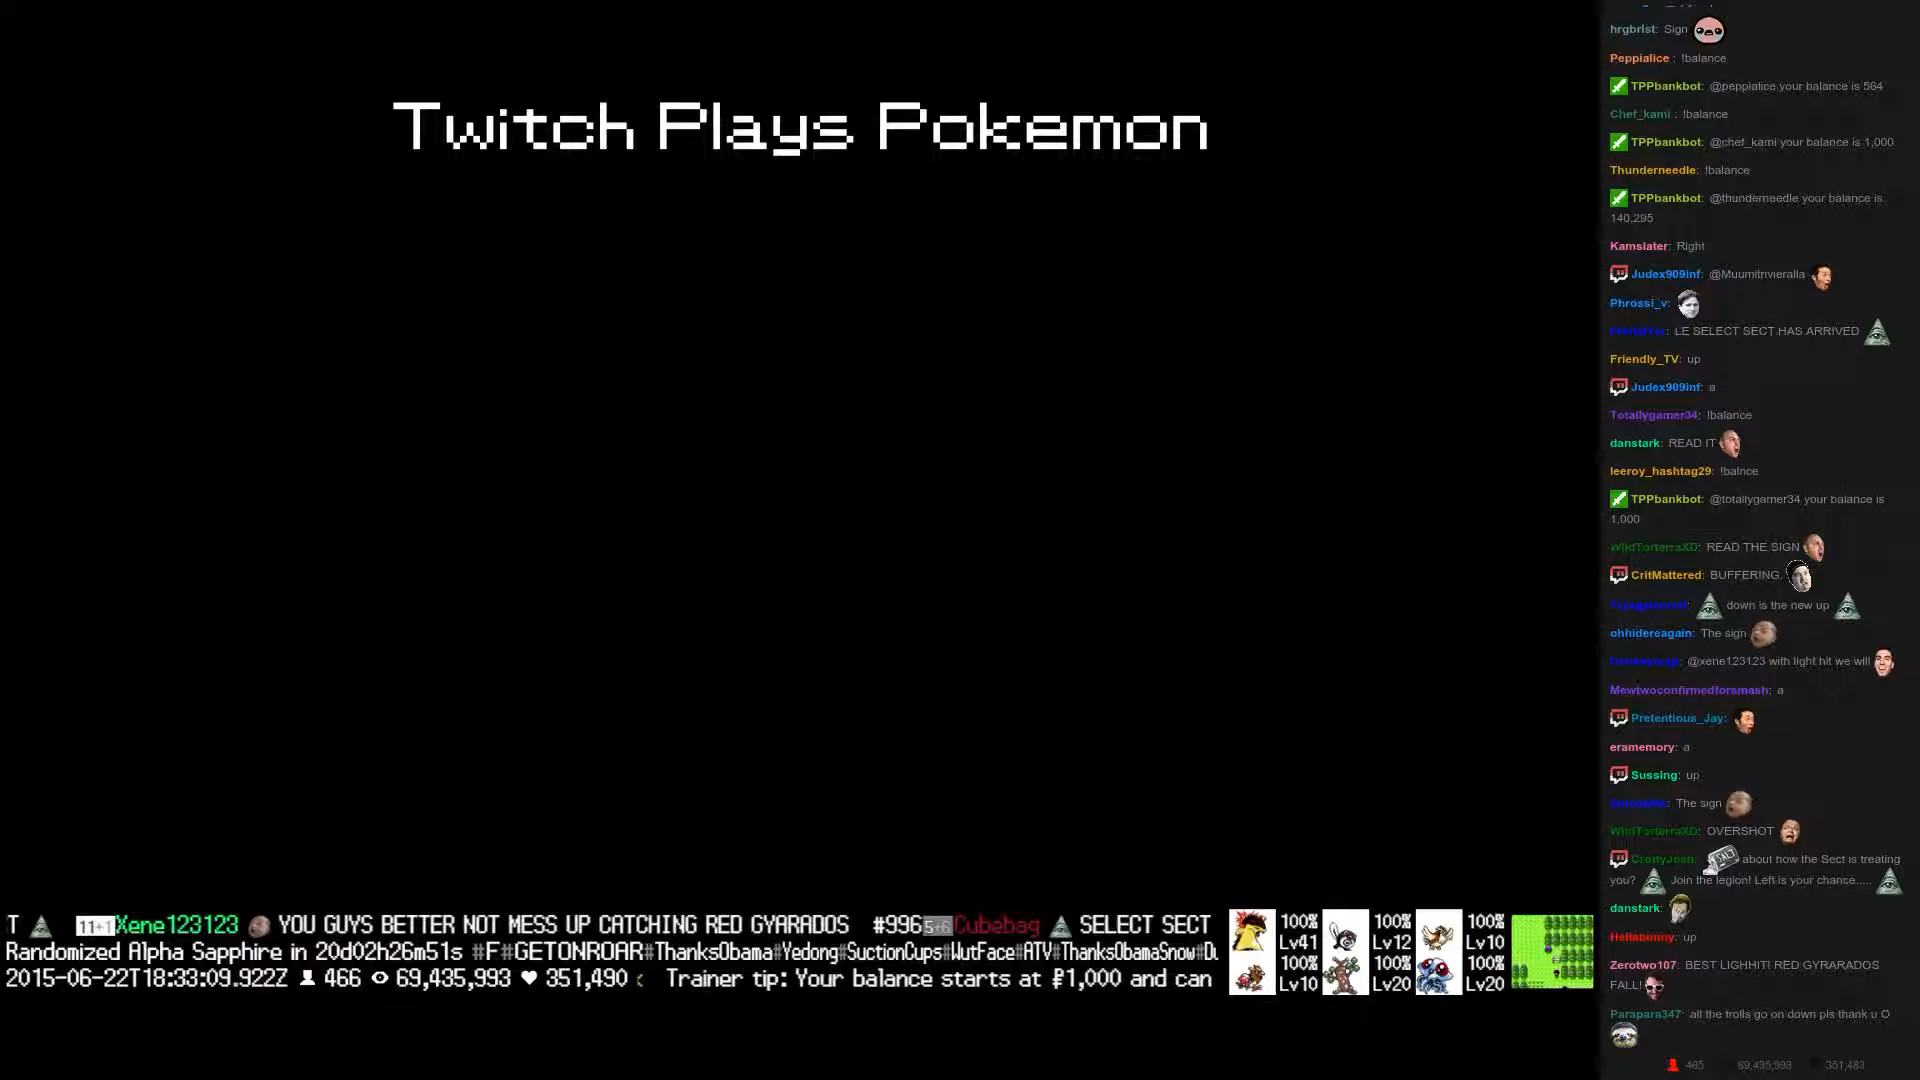 Twitch Plays Pokemon
T 11+1 Xene123123 YOU GUYS BETTER NOT MESS UP CATCHING RED GYARADOS #996 5+6 Cubebag SELECT SECT
Randomized Alpha Sapphire in 20d02h26m51s #F#GETONROAR#ThanksObama#Yedong#SuctionCups#WutFace#ATV#ThanksObamaSnow#Du
2015-06-22T18:33:09.922Z 466 69,435,993 351,490 Trainer tip: Your balance starts at ₽1,000 and can
100% 100% 100%
Lv41 Lv12 Lv10
100% 100% 100%
Lv10 Lv20 Lv20
hrgbrlst: Sign
Peppialice : !balance
TPPbankbot: @peppialice your balance is 564
Chef_kami : !balance
TPPbankbot: @chef_kami your balance is 1,000
Thunderneedle: !balance
TPPbankbot: @thunderneedle your balance is
140,295
Kamslater: Right
Judex909inf: @Muumitnvieralla
Phrossi_v:
LE SELECT SECT HAS ARRIVED
Friendly_TV: up
Judex909inf: a
Totallygamer34: !balance
danstark: READ IT
leeroy_hashtag29: !balnce
TPPbankbot: @totallygamer34 your balance is
1,000
WildTorterraXD: READ THE SIGN
CritMattered: BUFFERING.
down is the new up
ohhidereagain: The sign
@xene123123 with light hit we will
Mewtwoconfirmedforsmash: a
Pretentious_Jay:
eramemory: a
Sussing: up
The sign
WildTorterraXD: OVERSHOT
CroityJosh: SALT about how the Sect is treating
you? Join the legion! Left is your chance.....
danstark:
Hellabunny: up
Zerotwo107: BEST LIGHHIT! RED GYRARADOS
FALL!
Parapara347: all the trolls go on down pls thank u O
465 69,435,993 351,483